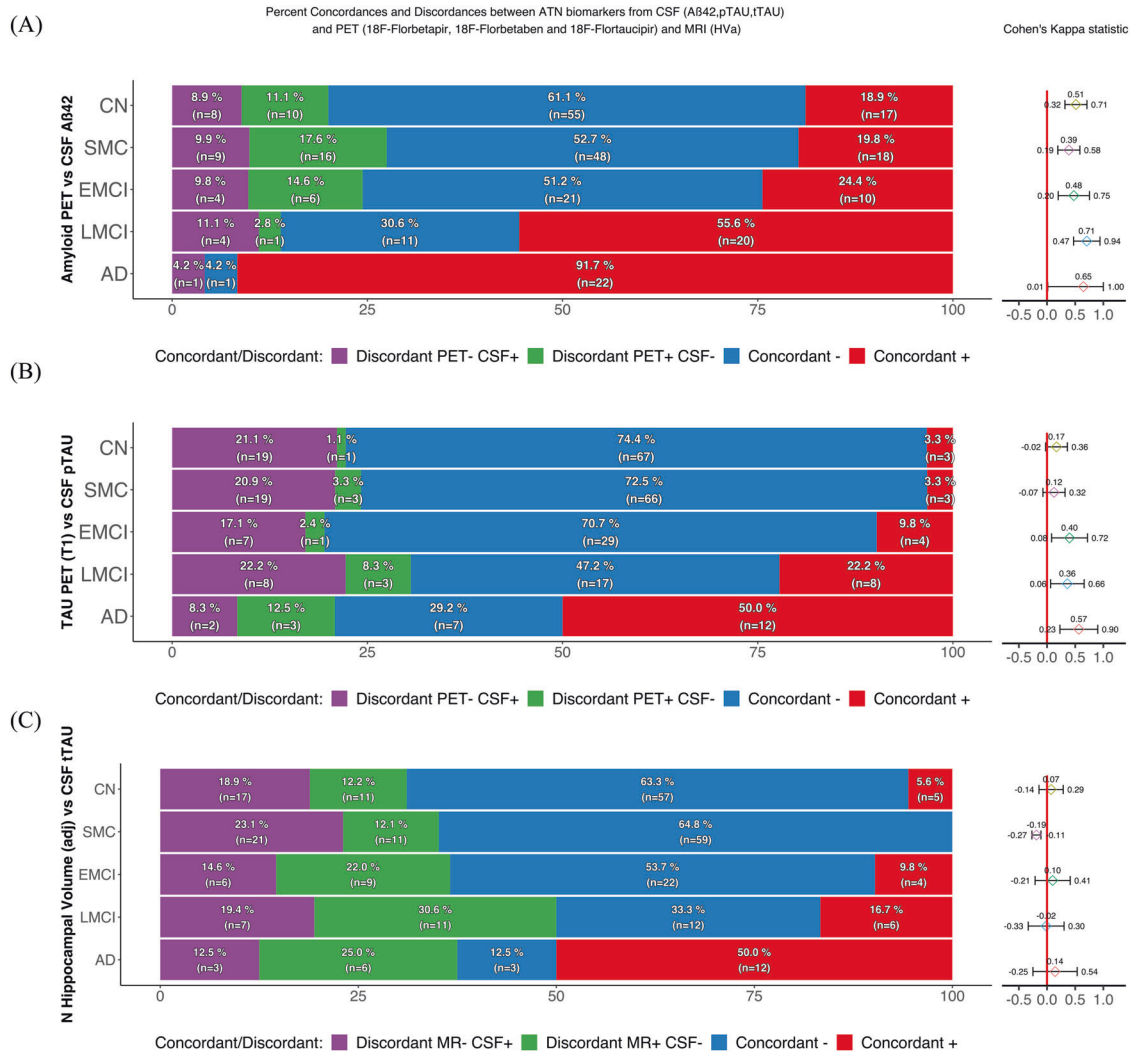 (A)
Percent Concordances and Discordances between ATN biomarkers from CSF (Aß42,pTAU,tTAU)
and PET (18F-Florbetapir, 18F-Florbetaben and 18F-Flortaucipir) and MRI (HVa)
Cohen's Kappa statistic
Amyloid PET vs CSF Aß42
CN
8.9 % 11.1 % 61.1 % 18.9 %
(n=8) (n=10) (n=55) (n=17)
0.51
0.32 0.71
SMC
9.9 % 17.6 % 52.7 % 19.8 %
(n=9) (n=16) (n=48) (n=18)
0.39
0.19 0.58
EMCI
9.8 % 14.6 % 51.2 % 24.4 %
(n=4) (n=6) (n=21) (n=10)
0.48
0.20 0.75
LMCI
11.1 % 2.8 % 30.6 % 55.6 %
(n=4) (n=1) (n=11) (n=20)
0.71
0.47 0.94
AD
4.2 % 4.2 % 91.7 %
(n=1) (n=1) (n=22)
0.65
0.01 1.00
0 25 50 75 100
-0.5 0.0 0.5 1.0
Concordant/Discordant: Discordant PET- CSF+ Discordant PET+ CSF- Concordant - Concordant +
(B)
TAU PET (T1) vs CSF pTAU
CN
21.1 % 1.1 % 74.4 % 3.3 %
(n=19) (n=1) (n=67) (n=3)
0.17
-0.02 0.36
SMC
20.9 % 3.3 % 72.5 % 3.3 %
(n=19) (n=3) (n=66) (n=3)
0.12
-0.07 0.32
EMCI
17.1 % 2.4 % 70.7 % 9.8 %
(n=7) (n=1) (n=29) (n=4)
0.40
0.08 0.72
LMCI
22.2 % 8.3 % 47.2 % 22.2 %
(n=8) (n=3) (n=17) (n=8)
0.36
0.06 0.66
AD
8.3 % 12.5 % 29.2 % 50.0 %
(n=2) (n=3) (n=7) (n=12)
0.57
0.23 0.90
0 25 50 75 100
-0.5 0.0 0.5 1.0
Concordant/Discordant: Discordant PET- CSF+ Discordant PET+ CSF- Concordant - Concordant +
(C)
N Hippocampal Volume (adj) vs CSF tTAU
CN
18.9 % 12.2 % 63.3 % 5.6 %
(n=17) (n=11) (n=57) (n=5)
0.07
-0.14 0.29
SMC
23.1 % 12.1 % 64.8 %
(n=21) (n=11) (n=59)
-0.19
-0.27 -0.11
EMCI
14.6 % 22.0 % 53.7 % 9.8 %
(n=6) (n=9) (n=22) (n=4)
0.10
-0.21 0.41
LMCI
19.4 % 30.6 % 33.3 % 16.7 %
(n=7) (n=11) (n=12) (n=6)
-0.02
-0.33 0.30
AD
12.5 % 25.0 % 12.5 % 50.0 %
(n=3) (n=6) (n=3) (n=12)
0.14
-0.25 0.54
0 25 50 75 100
-0.5 0.0 0.5 1.0
Concordant/Discordant: Discordant MR- CSF+ Discordant MR+ CSF- Concordant - Concordant +